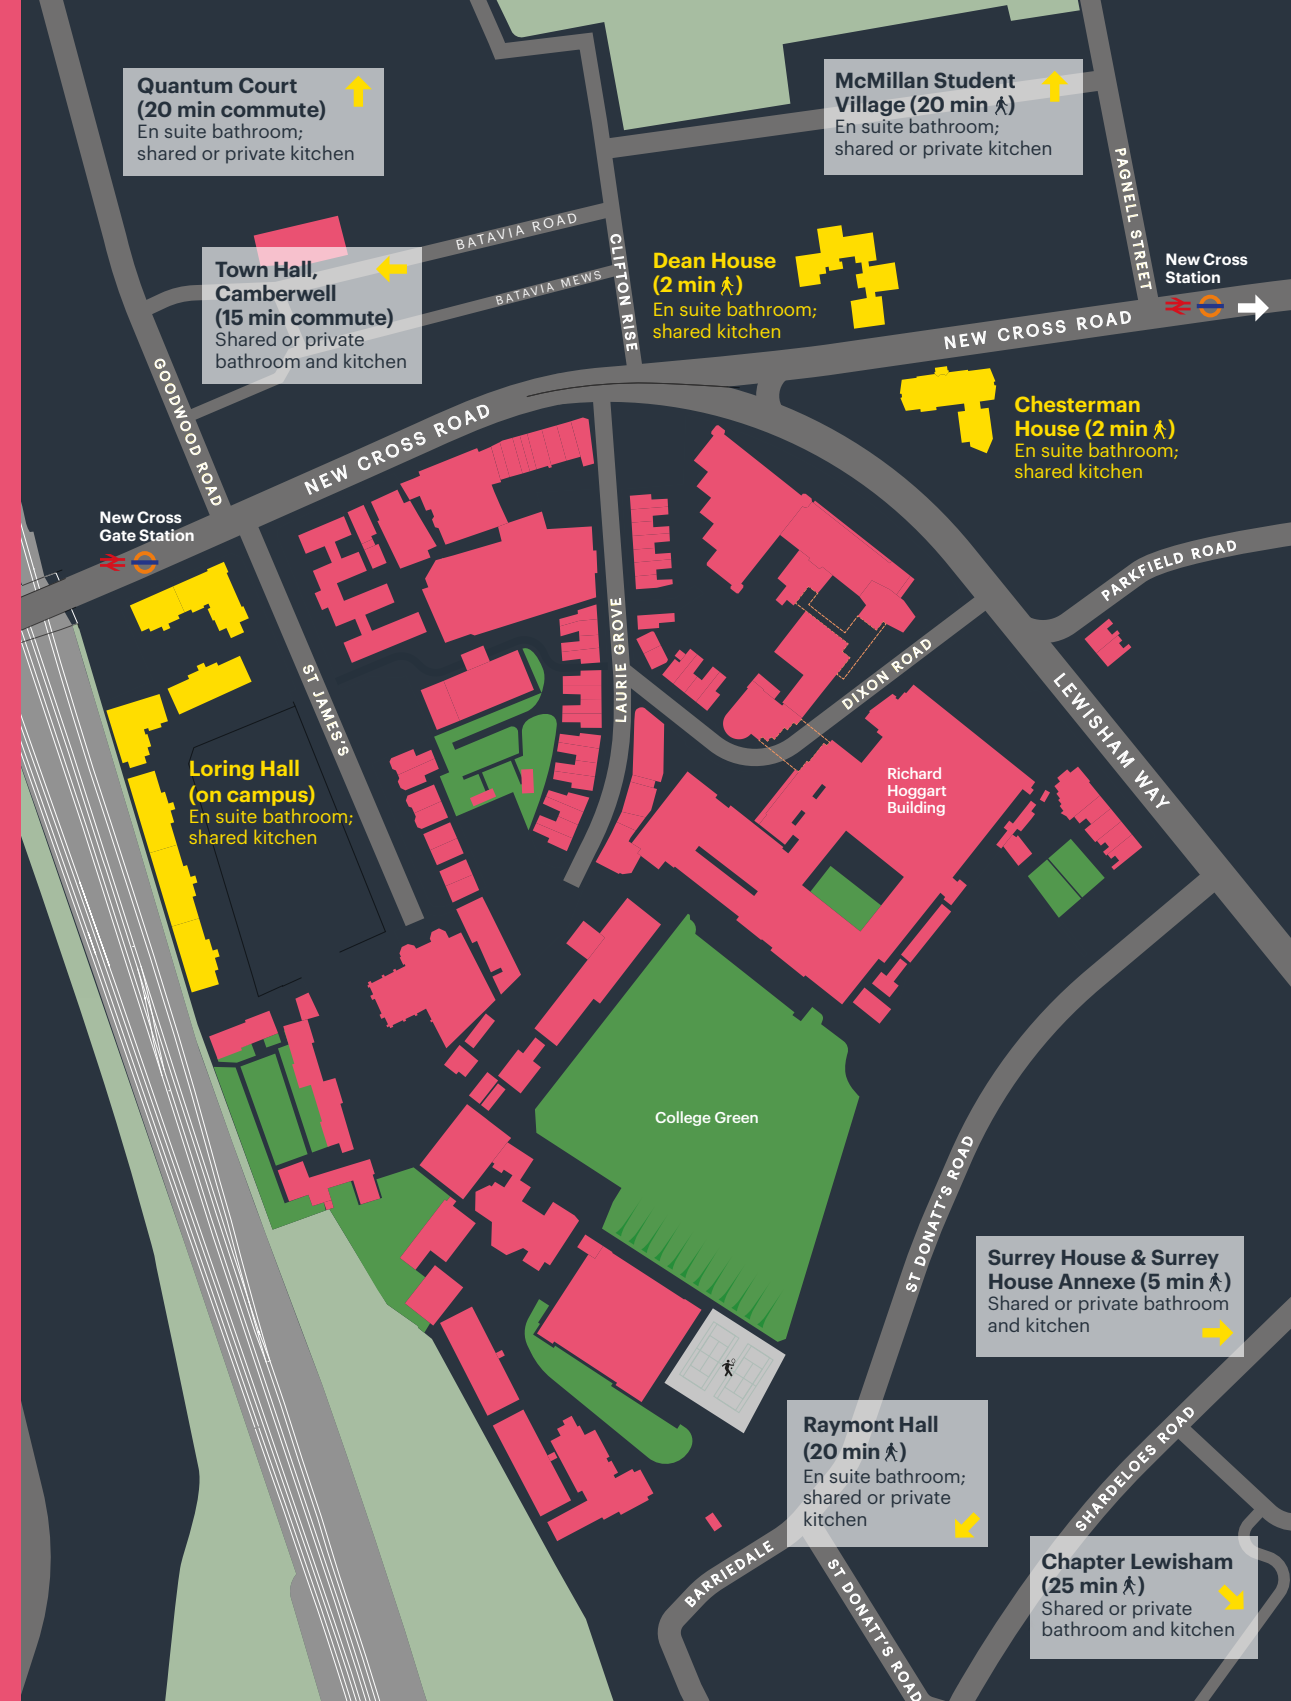 Quantum Court
(20 min commute)
En suite bathroom;
shared or private kitchen
McMillan Student
Village (20 min)
En suite bathroom;
shared or private kitchen
PAGNELL STREET
BATAVIA ROAD
CLIFTON RISE
Town Hall,
Camberwell
(15 min commute)
Shared or private
bathroom and kitchen
BATAVIA MEWS
Dean House
(2 min)
En suite bathroom;
shared kitchen
New Cross
Station
NEW CROSS ROAD
GOODWOOD ROAD
NEW CROSS ROAD
Chesterman
House (2 min)
En suite bathroom;
shared kitchen
New Cross
Gate Station
PARKFIELD ROAD
LAURIE GROVE
DIXON ROAD
ST JAMES'S
LEWISHAM WAY
Loring Hall
(on campus)
En suite bathroom;
shared kitchen
Richard
Hoggart
Building
College Green
ST DONATT'S ROAD
Surrey House & Surrey
House Annexe (5 min)
Shared or private bathroom
and kitchen
Raymont Hall
(20 min)
En suite bathroom;
shared or private
kitchen
SHARDELOES ROAD
BARRIEDALE
ST DONATT'S ROAD
Chapter Lewisham
(25 min)
Shared or private
bathroom and kitchen